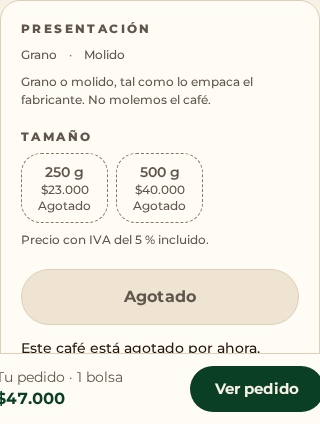 PRESENTACIÓN
Grano · Molido
Grano o molido, tal como lo empaca el
fabricante. No molemos el café.
TAMAÑO
250 g
$23.000
Agotado
500 g
$40.000
Agotado
Precio con IVA del 5 % incluido.
Agotado
Este café está agotado por ahora.
Tu pedido · 1 bolsa
$47.000
Ver pedido